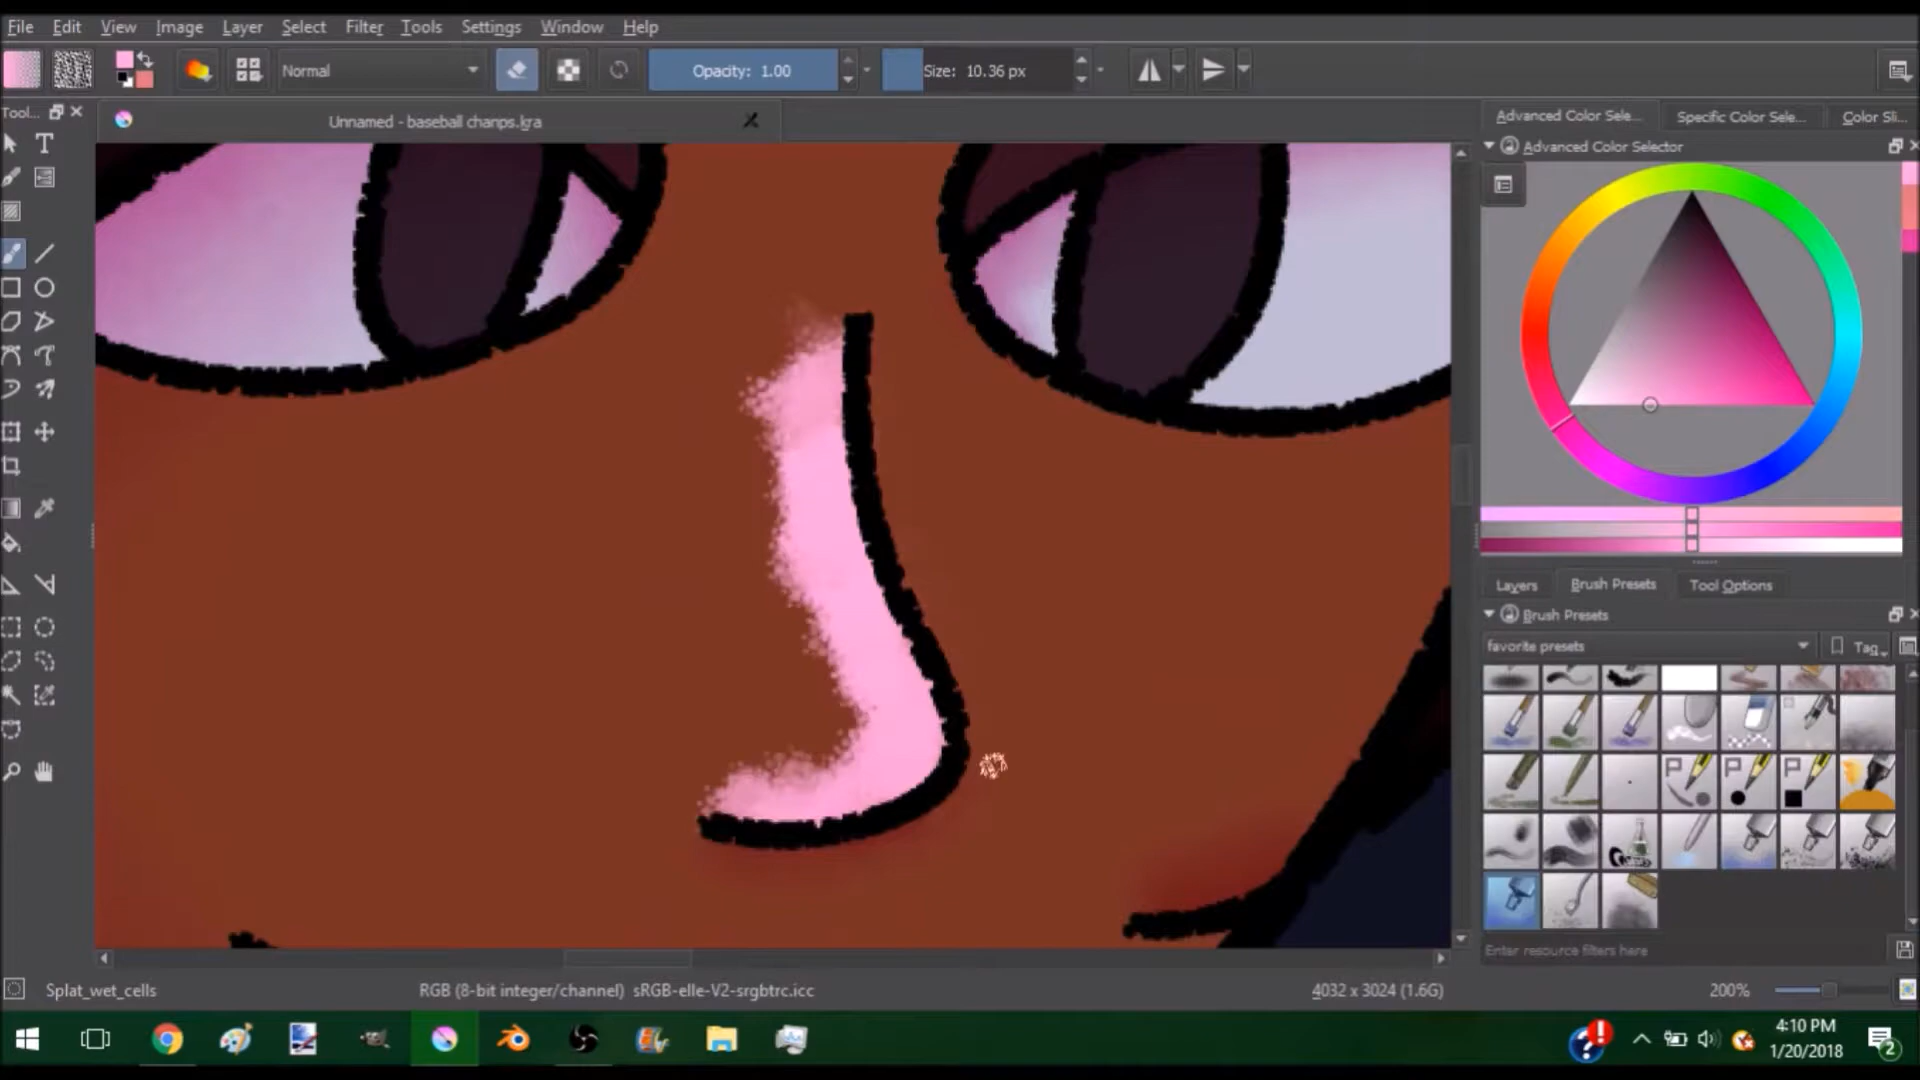 File Edit View Image Layer Select Filter Tools Settings Window Help
Normal Opacity: 1.00 Size: 10.36 px
Tool... Unnamed - baseball chanps.kra
Advanced Color Sele... Specific Color Sele... Color Sli...
Advanced Color Selector
Layers Brush Presets Tool Options
Brush Presets
favorite presets Tag
P P P
Enter resource filters here
Splat_wet_cells RGB (8-bit integer/channel) sRGB-elle-V2-srgbtrc.icc 4032 x 3024 (1.6G) 200%
4:10 PM
1/20/2018
2